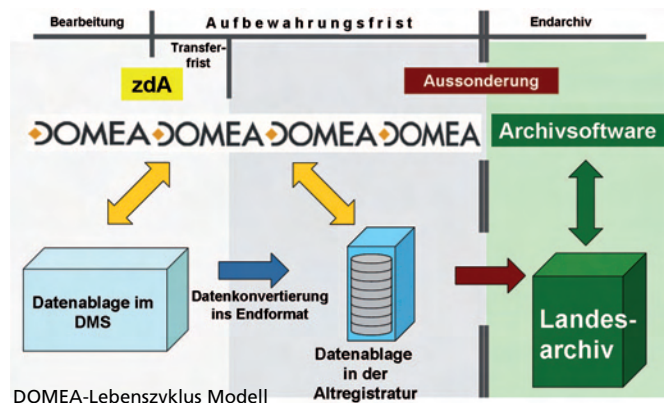 Bearbeitung
Aufbewahrungsfrist
Endarchiv
Transfer-
frist
zdA
Aussonderung
DOMEA DOMEA DOMEA DOMEA
Archivsoftware
Datenablage im
DMS
Datenkonvertierung
ins Endformat
Datenablage
in der
Altregistratur
Landes-
archiv
DOMEA-Lebenszyklus Modell